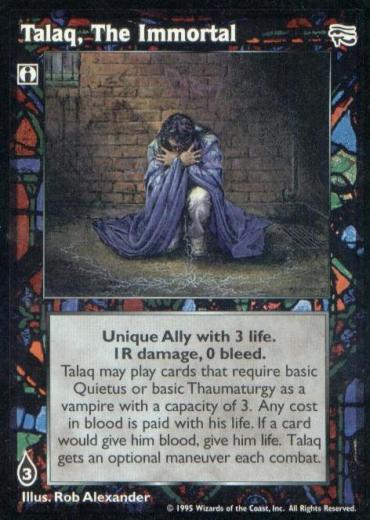 Talaq, The Immortal
Unique Ally with 3 life.
1R damage, 0 bleed.
Talaq may play cards that require basic
Quietus or basic Thaumaturgy as a
vampire with a capacity of 3. Any cost
in blood is paid with his life. If a card
would give him blood, give him life. Talaq
gets an optional maneuver each combat.
3
Illus. Rob Alexander
© 1995 Wizards of the Coast, Inc. All Rights Reserved.